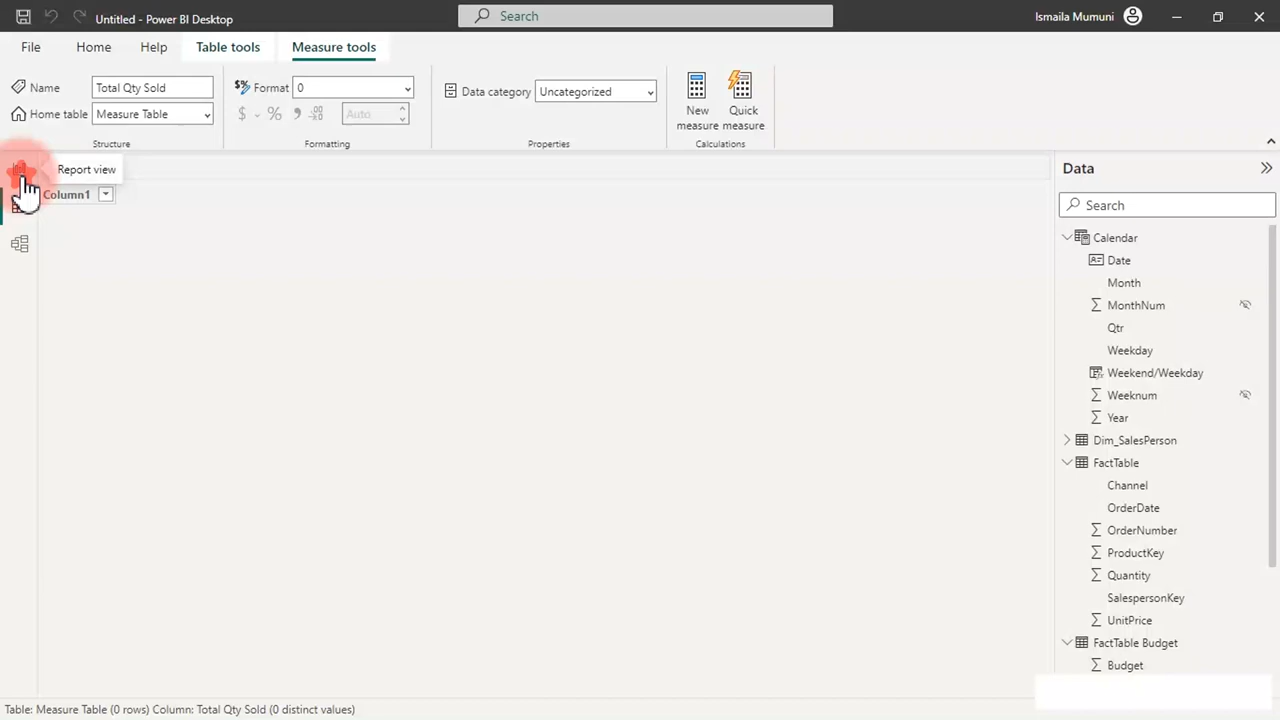 Untitled - Power BI Desktop
Search
Ismaila Mumuni
File
Home
Help
Table tools
Measure tools
Name
Total Qty Sold
Home table
Measure Table
Structure
Format
0
$
%
Auto
Formatting
Data category
Uncategorized
Properties
New measure
Quick measure
Calculations
Report view
Column1
Data
Search
Calendar
Date
Month
MonthNum
Qtr
Weekday
Weekend/Weekday
Weeknum
Year
Dim_SalesPerson
FactTable
Channel
OrderDate
OrderNumber
ProductKey
Quantity
SalespersonKey
UnitPrice
FactTable Budget
Budget
Table: Measure Table (0 rows) Column: Total Qty Sold (0 distinct values)